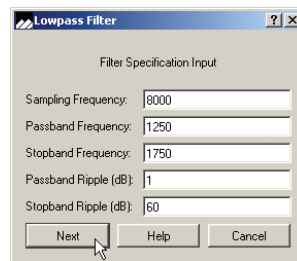 Lowpass Filter
Filter Specification Input
Sampling Frequency: 8000
Passband Frequency: 1250
Stopband Frequency: 1750
Passband Ripple (dB): 1
Stopband Ripple (dB): 60
Next Help Cancel